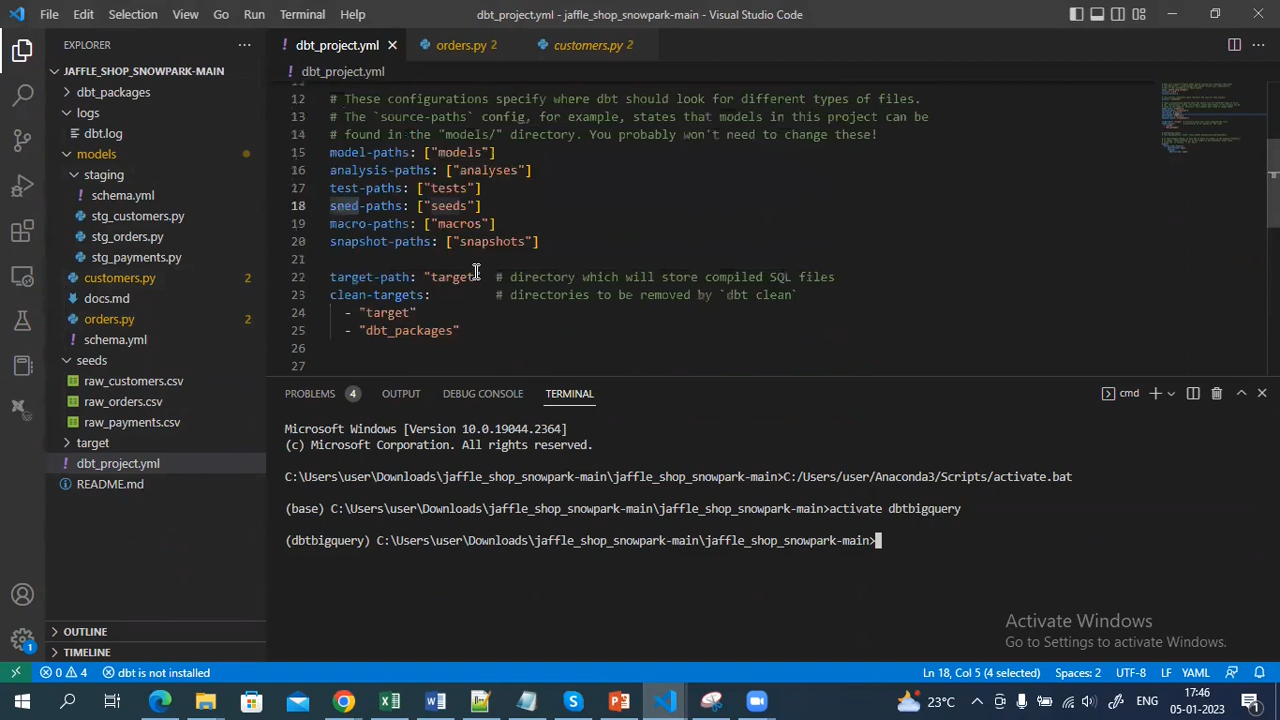 File Edit Selection View Go Run Terminal Help
dbt_project.yml - jaffle_shop_snowpark-main - Visual Studio Code
EXPLORER
JAFFLE_SHOP_SNOWPARK-MAIN
dbt_packages
logs
dbt.log
models
staging
schema.yml
stg_customers.py
stg_orders.py
stg_payments.py
customers.py 2
docs.md
orders.py 2
schema.yml
seeds
raw_customers.csv
raw_orders.csv
raw_payments.csv
target
dbt_project.yml
README.md
OUTLINE
TIMELINE
! dbt_project.yml
orders.py 2
customers.py 2
! dbt_project.yml
12 # These configurations specify where dbt should look for different types of files.
13 # The `source-paths` config, for example, states that models in this project can be
14 # found in the "models/" directory. You probably won't need to change these!
15 model-paths: ["models"]
16 analysis-paths: ["analyses"]
17 test-paths: ["tests"]
18 seed-paths: ["seeds"]
19 macro-paths: ["macros"]
20 snapshot-paths: ["snapshots"]
21
22 target-path: "target" # directory which will store compiled SQL files
23 clean-targets: # directories to be removed by `dbt clean`
24 - "target"
25 - "dbt_packages"
26
27
PROBLEMS 4 OUTPUT DEBUG CONSOLE TERMINAL
cmd
Microsoft Windows [Version 10.0.19044.2364]
(c) Microsoft Corporation. All rights reserved.
C:\Users\user\Downloads\jaffle_shop_snowpark-main\jaffle_shop_snowpark-main>C:/Users/user/Anaconda3/Scripts/activate.bat
(base) C:\Users\user\Downloads\jaffle_shop_snowpark-main\jaffle_shop_snowpark-main>activate dbtbigquery
(dbtbigquery) C:\Users\user\Downloads\jaffle_shop_snowpark-main\jaffle_shop_snowpark-main>
Activate Windows
Go to Settings to activate Windows.
1
0 4 dbt is not installed
Ln 18, Col 5 (4 selected) Spaces: 2 UTF-8 LF YAML
23°C
ENG
17:46
05-01-2023
1